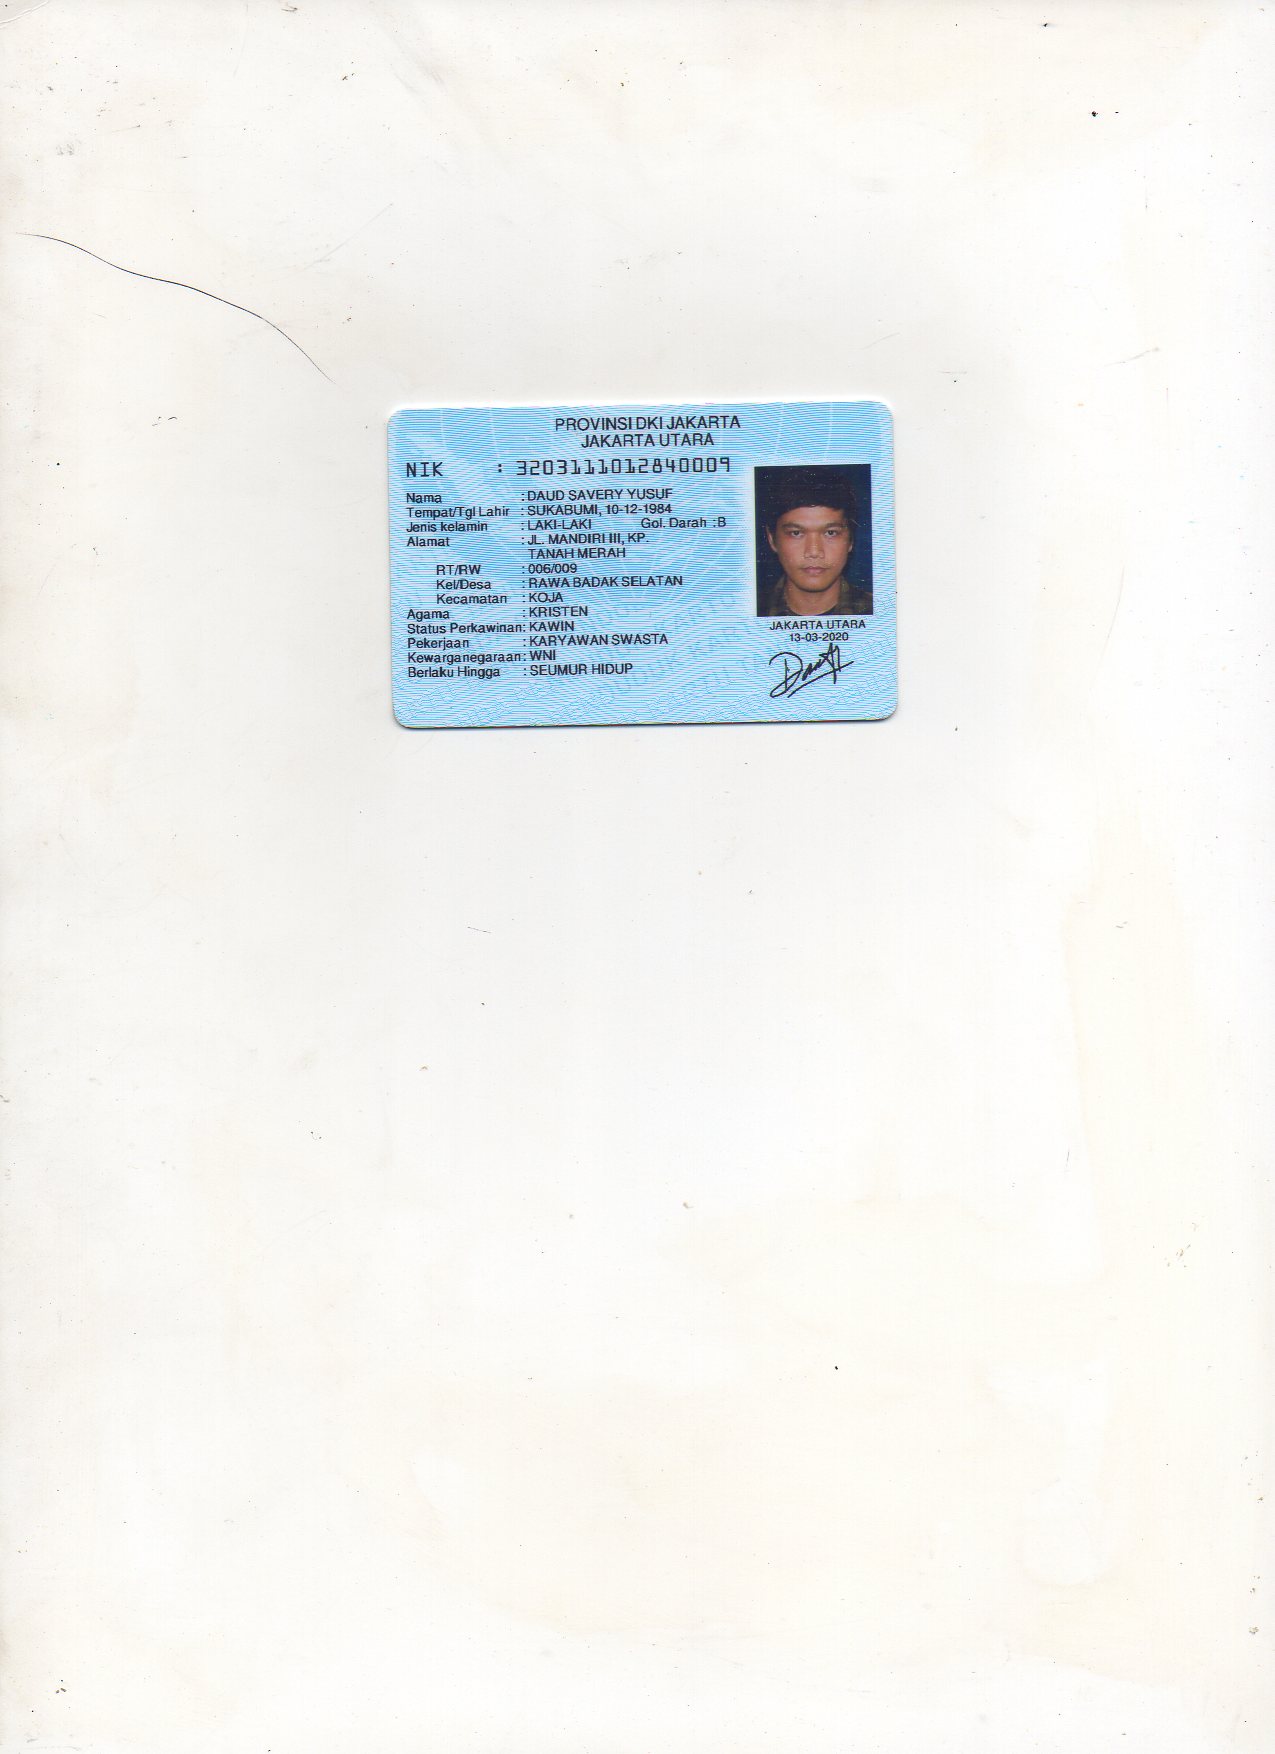 PROVINSI DKI JAKARTA
JAKARTA UTARA
NIK : 3203111012840009
Nama : DAUD SAVERY YUSUF
Tempat/Tgl Lahir : SUKABUMI, 10-12-1984
Jenis kelamin : LAKI-LAKI Gol. Darah : B
Alamat : JL. MANDIRI III, KP.
TANAH MERAH
RT/RW : 006/009
Kel/Desa : RAWA BADAK SELATAN
Kecamatan : KOJA
Agama : KRISTEN
Status Perkawinan: KAWIN
Pekerjaan : KARYAWAN SWASTA
Kewarganegaraan: WNI
Berlaku Hingga : SEUMUR HIDUP
JAKARTA UTARA
13-03-2020